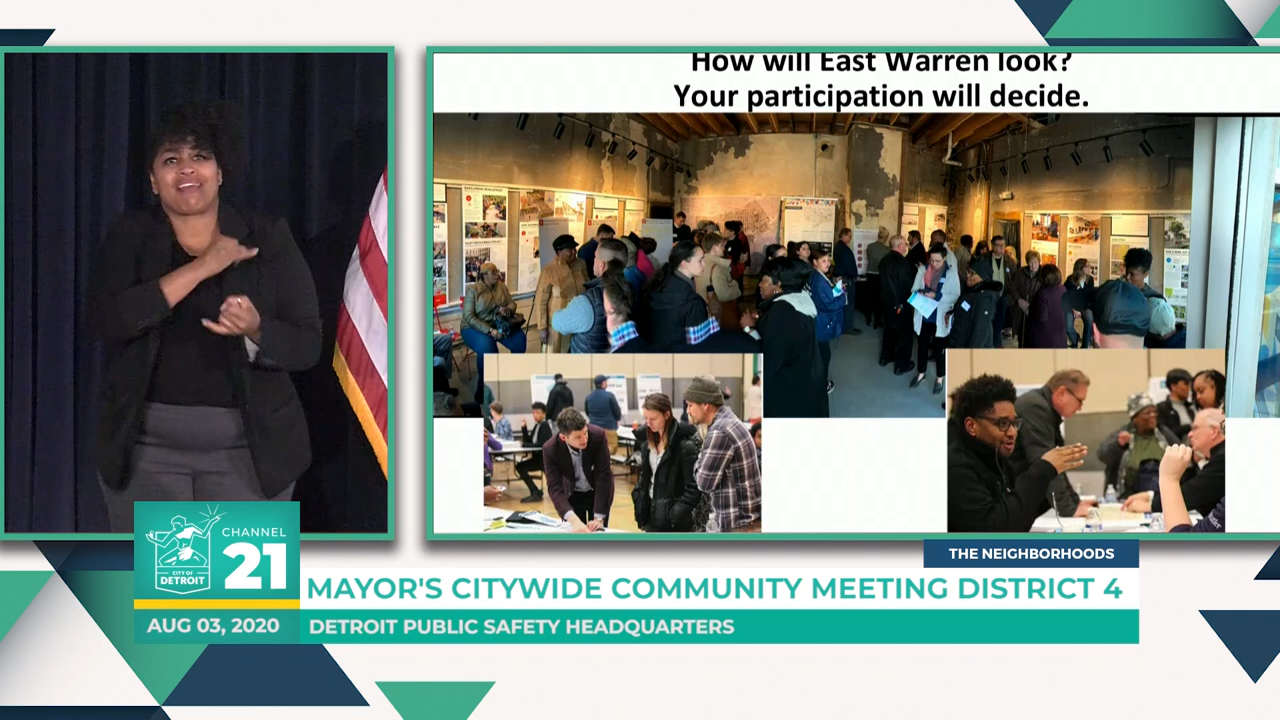 How will East Warren look?
Your participation will decide.
THE NEIGHBORHOODS
CHANNEL
21
CITY OF
DETROIT
MAYOR'S CITYWIDE COMMUNITY MEETING DISTRICT 4
AUG 03, 2020
DETROIT PUBLIC SAFETY HEADQUARTERS